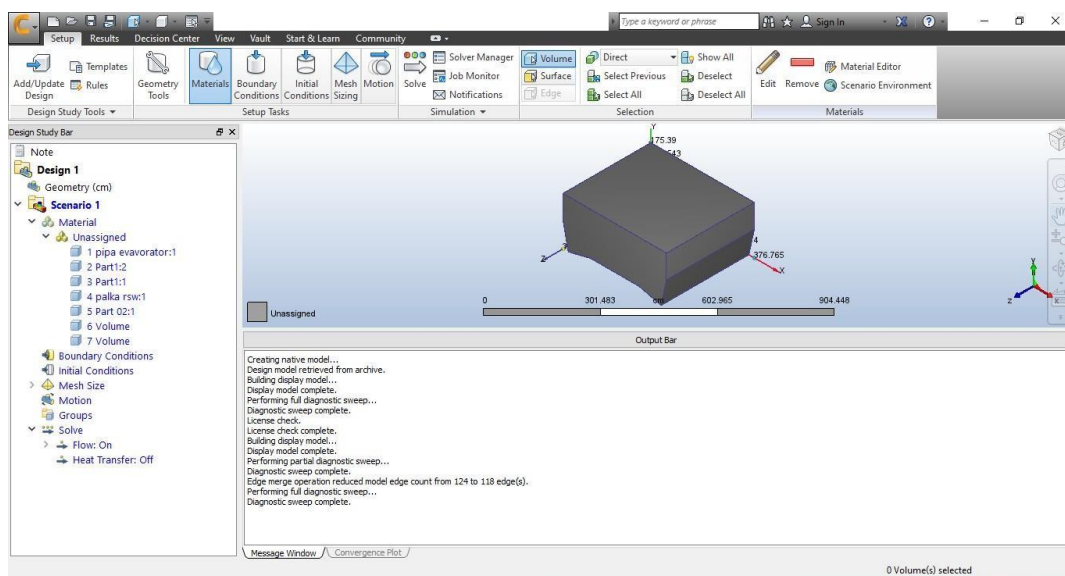 Type a keyword or phrase
Sign In
Setup Results Decision Center View Vault Start & Learn Community
Add/Update Design
Templates
Rules
Geometry Tools
Materials
Boundary Conditions
Initial Conditions
Mesh Sizing
Motion
Solve
Solver Manager
Job Monitor
Notifications
Volume
Surface
Edge
Direct
Select Previous
Select All
Show All
Deselect
Deselect All
Edit
Remove
Material Editor
Scenario Environment
Design Study Tools
Setup Tasks
Simulation
Selection
Materials
Design Study Bar
Note
Design 1
Geometry (cm)
Scenario 1
Material
Unassigned
1 pipa evavorator:1
2 Part1:2
3 Part1:1
4 palka rsw:1
5 Part 02:1
6 Volume
7 Volume
Boundary Conditions
Initial Conditions
Mesh Size
Motion
Groups
Solve
Flow: On
Heat Transfer: Off
Y
175.39
543
Z
4
376.765
X
0 301.483 cm 602.965 904.448
Unassigned
Y
Z
X
Output Bar
Creating native model...
Design model retrieved from archive.
Building display model...
Display model complete.
Performing full diagnostic sweep...
Diagnostic sweep complete.
License check.
License check complete.
Building display model...
Display model complete.
Performing partial diagnostic sweep...
Diagnostic sweep complete.
Edge merge operation reduced model edge count from 124 to 118 edge(s).
Performing full diagnostic sweep...
Diagnostic sweep complete.
Message Window Convergence Plot
0 Volume(s) selected